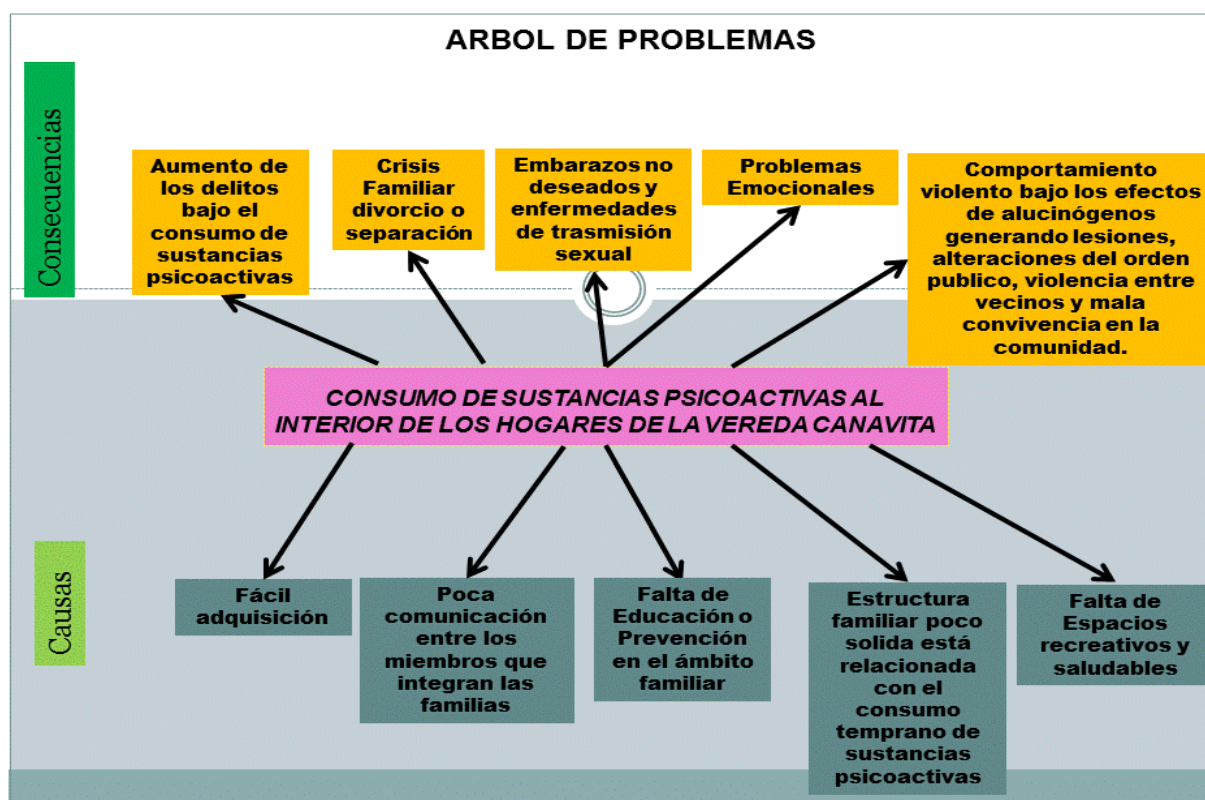 ARBOL DE PROBLEMAS
Consecuencias
Aumento de
los delitos
bajo el
consumo de
sustancias
psicoactivas
Crisis
Familiar
divorcio o
separación
Embarazos no
deseados y
enfermedades
de trasmisión
sexual
Problemas
Emocionales
Comportamiento
violento bajo los efectos
de alucinógenos
generando lesiones,
alteraciones del orden
publico, violencia entre
vecinos y mala
convivencia en la
comunidad.
CONSUMO DE SUSTANCIAS PSICOACTIVAS AL
INTERIOR DE LOS HOGARES DE LA VEREDA CANAVITA
Causas
Fácil
adquisición
Poca
comunicación
entre los
miembros que
integran las
familias
Falta de
Educación o
Prevención
en el ámbito
familiar
Estructura
familiar poco
solida está
relacionada
con el
consumo
temprano de
sustancias
psicoactivas
Falta de
Espacios
recreativos y
saludables